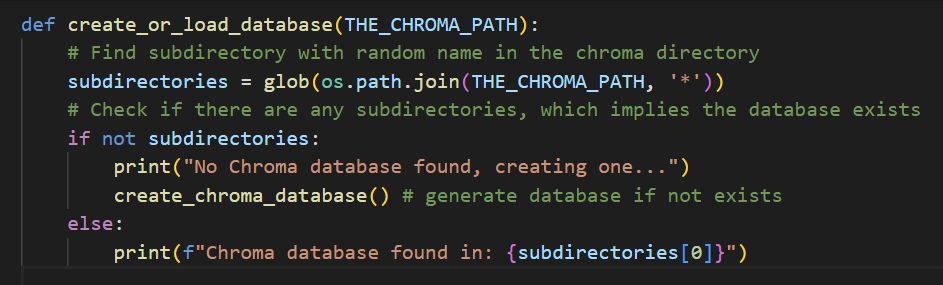 def create_or_load_database(THE_CHROMA_PATH):
    # Find subdirectory with random name in the chroma directory
    subdirectories = glob(os.path.join(THE_CHROMA_PATH, '*'))
    # Check if there are any subdirectories, which implies the database exists
    if not subdirectories:
        print("No Chroma database found, creating one...")
        create_chroma_database() # generate database if not exists
    else:
        print(f"Chroma database found in: {subdirectories[0]}")